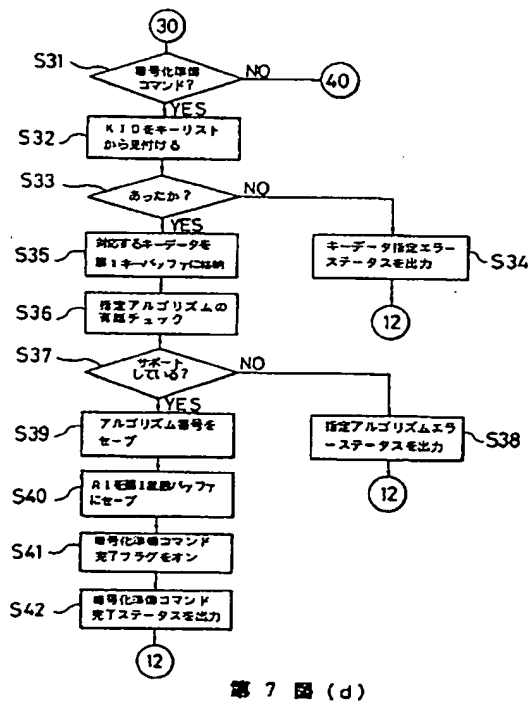 30
S31
暗号化準備
コマンド?
NO
40
YES
S32
KIDをキーリスト
から見付ける
S33
あったか?
NO
YES
S35
対応するキーデータを
第1キーバッファに格納
キーデータ指定エラー
ステータスを出力
S34
12
S36
指定アルゴリズムの
有無チェック
S37
サポート
している?
NO
YES
S39
アルゴリズム番号を
セーブ
指定アルゴリズムエラ
ーステータスを出力
S38
12
S40
R1を第1乱数バッファ
にセーブ
S41
暗号化準備コマンド
完了フラグをオン
S42
暗号化準備コマンド
完了ステータスを出力
12
第 7 図 (d)